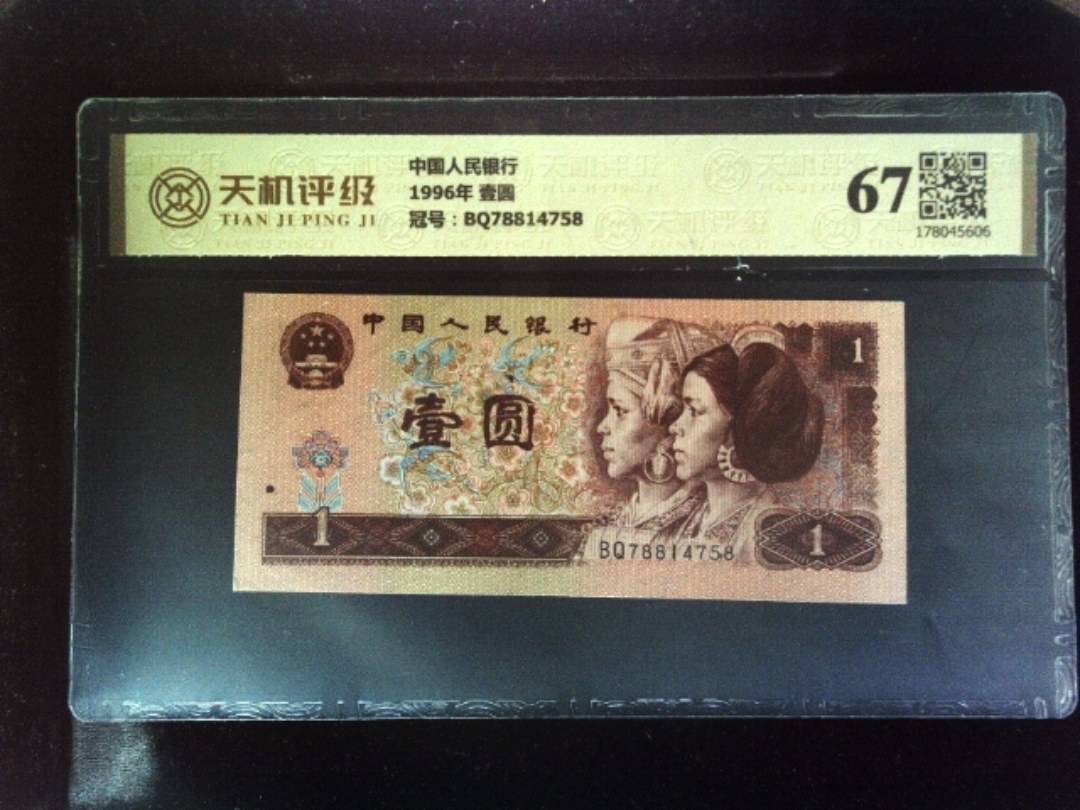 天机评级
TIAN JI PING JI
中国人民银行
1996年 壹圆
冠号：BQ78814758
67
178045606
中国人民银行
壹圆
1
1
BQ78814758
1